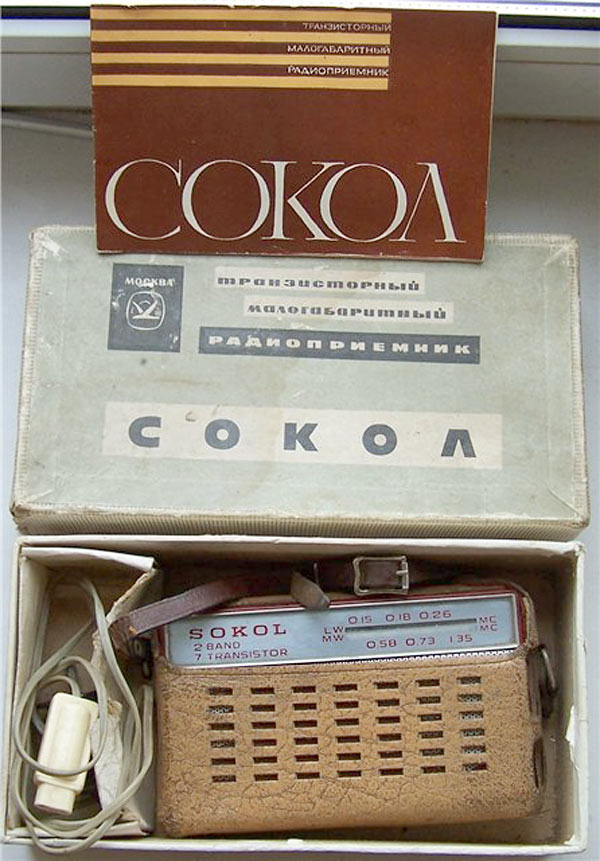 ТРАНЗИСТОРНЫЙ
МАЛОГАБАРИТНЫЙ
РАДИОПРИЕМНИК
СОКОЛ
МОСКВА
транзисторный
малогабаритный
РАДИОПРИЕМНИК
СОКОЛ
SOKOL
2 BAND
7 TRANSISTOR
LW 0.15 0.18 0.26 MC
MW 0.58 0.73 1.35 MC